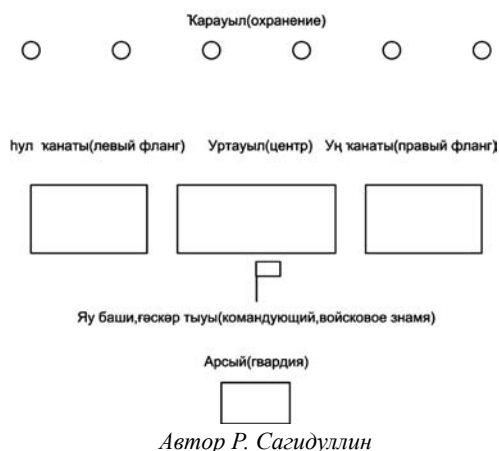 Ҡарауыл(охранение)
һул ҡанаты(левый фланг) Уртауыл(центр) Уң ҡанаты(правый фланг)
Яу баши,ғәскәр тыуы(командующий,войсковое знамя)
Арсый(гвардия)
Автор Р. Сагидуллин